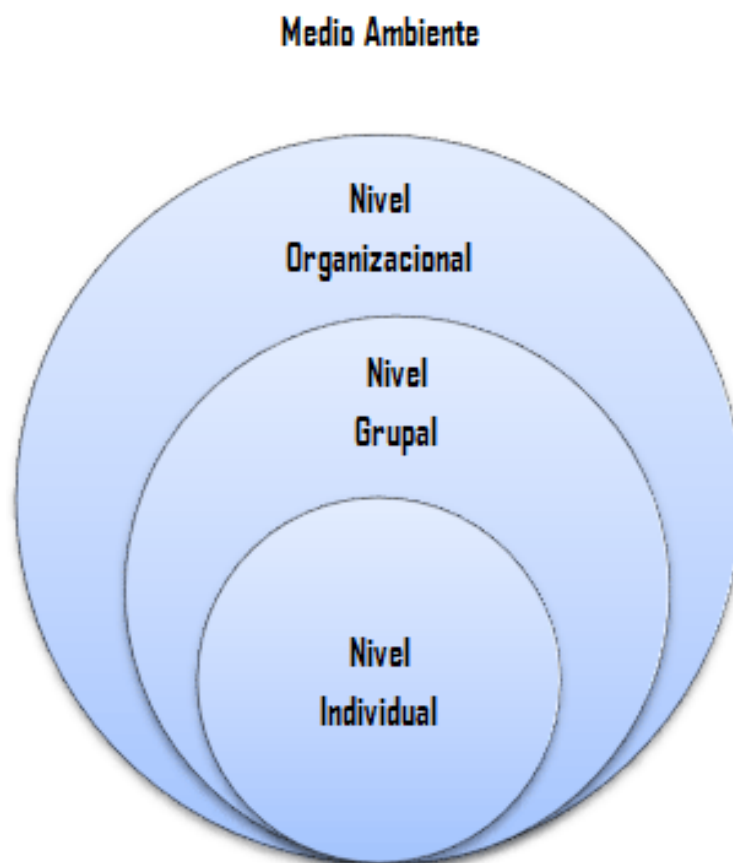 Medio Ambiente
Nivel
Organizacional
Nivel
Grupal
Nivel
Individual